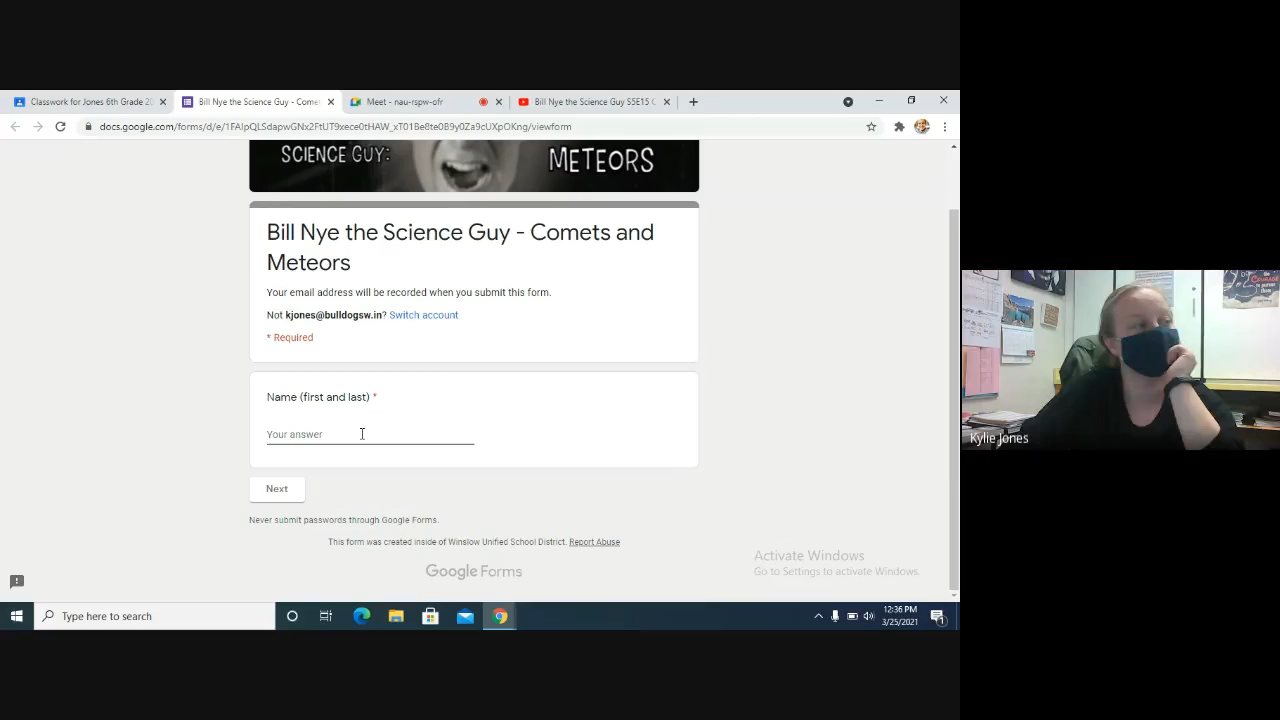 Classwork for Jones 6th Grade 2
Bill Nye the Science Guy - Come
Meet - nau-rspw-ofr
Bill Nye the Science Guy S5E15 C
docs.google.com/forms/d/e/1FAIpQLSdapwGNx2FtUT9xece0tHAW_xT01Be8te0B9y0Za9cUXpOKng/viewform
SCIENCE GUY:
METEORS
Bill Nye the Science Guy - Comets and
Meteors
Your email address will be recorded when you submit this form.
Not kjones@bulldogsw.in? Switch account
* Required
Name (first and last) *
Your answer
Kylie Jones
Next
Never submit passwords through Google Forms.
This form was created inside of Winslow Unified School District. Report Abuse
Google Forms
Activate Windows
Go to Settings to activate Windows.
Type here to search
12:36 PM
3/25/2021
1